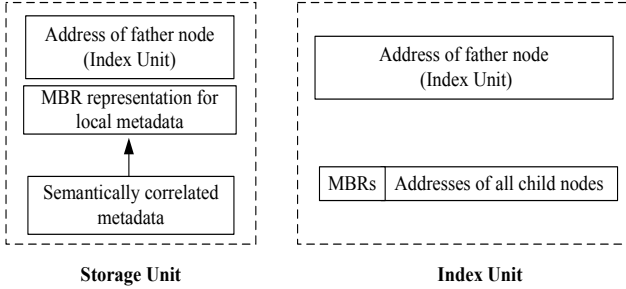 Address of father node
(Index Unit)
MBR representation for
local metadata
Semantically correlated
metadata
Storage Unit
Address of father node
(Index Unit)
MBRs Addresses of all child nodes
Index Unit